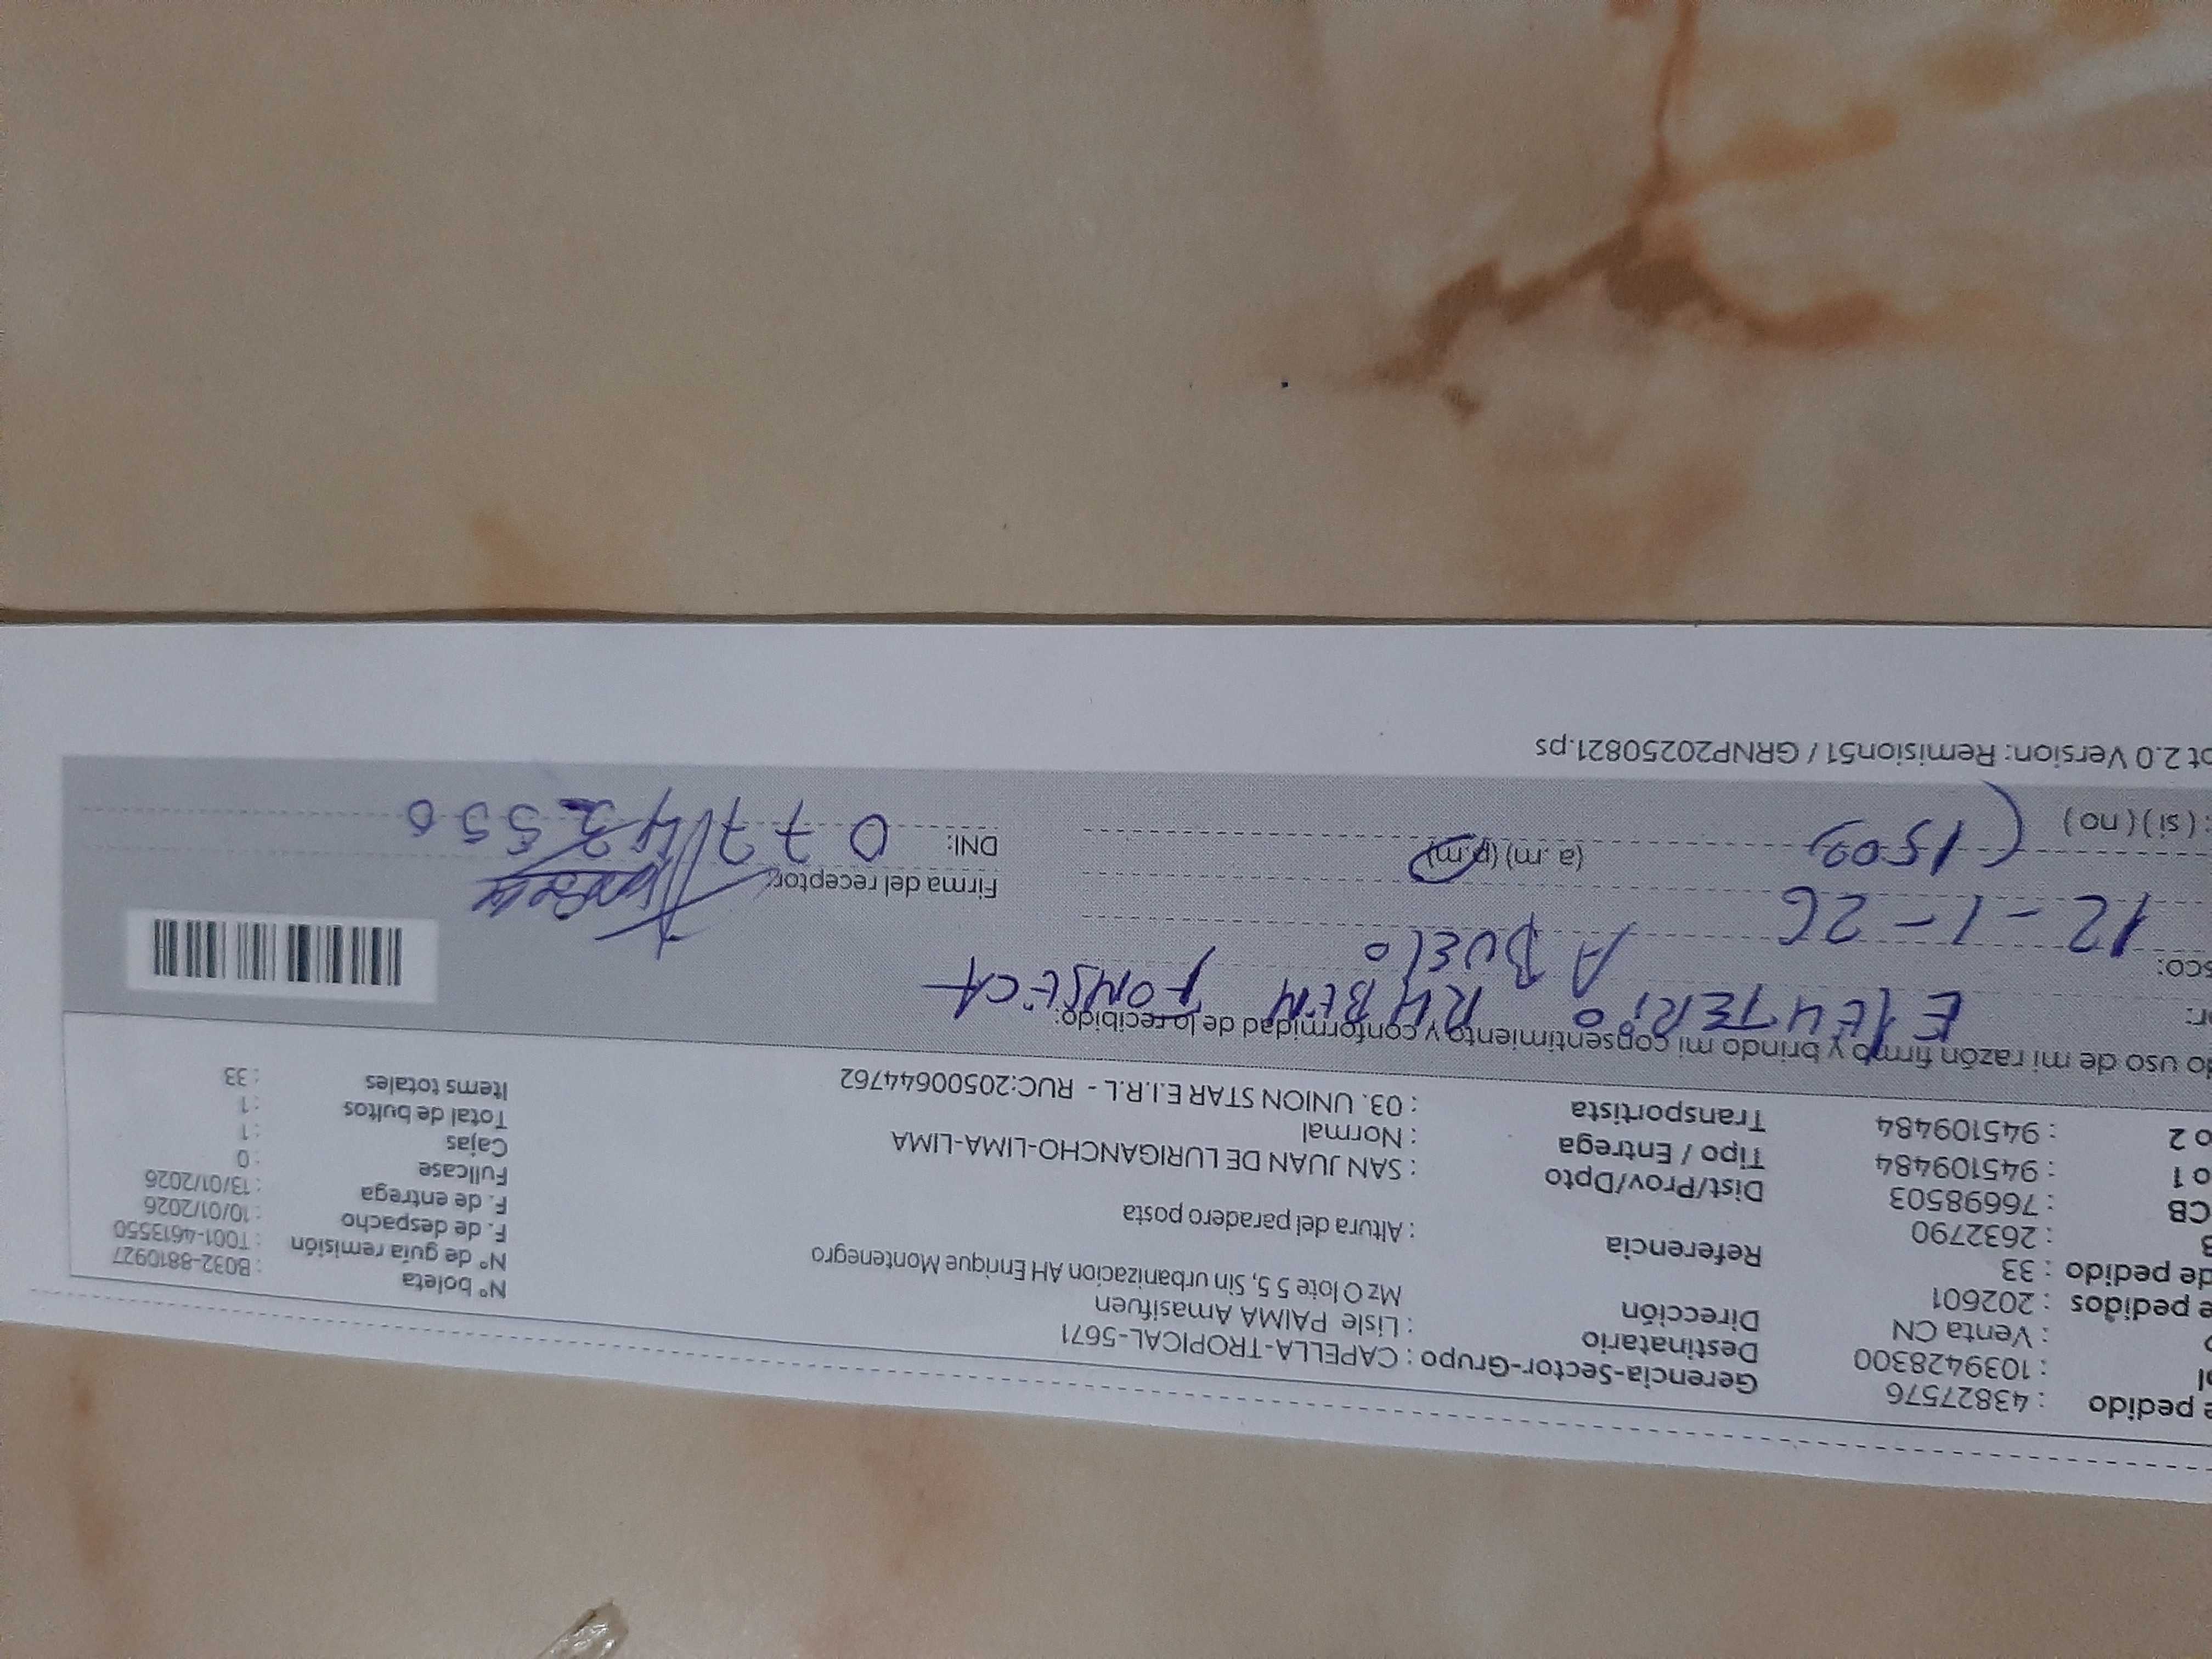 e pedido : 43827576 Gerencia-Sector-Grupo : CAPELLA-TROPICAL-5671 Nº boleta : B032-8810927
: 1039428300 Destinatario : Lisle PAIMA Amasifuen Nº de guía remisión : T001-4613550
: Venta CN Dirección Mz O lote 5 5, Sin urbanización AH Enrique Montenegro F. de despacho : 10/01/2026
e pedidos : 202601 F. de entrega : 13/01/2026
de pedido : 33 Referencia : Altura del paradero posta Fullcase : 0
: 2632790 Cajas : 1
CB : 76698503 Dist/Prov/Dpto : SAN JUAN DE LURIGANCHO-LIMA-LIMA Total de bultos : 1
o 1 : 945109484 Tipo / Entrega : Normal Items totales : 33
o 2 : 945109484 Transportista : 03. UNION STAR E.I.R.L - RUC:20500644762
do uso de mi razón firmo y brindo mi consentimiento y conformidad de lo recibido:
or: ELEUTERIO RUBEN FONSECA
sco: ABUELO
12-1-26 Firma del receptor:
1509 (a.m) (p.m) DNI: 07743550
: ( si ) ( no )
pt 2.0 Version: Remision51 / GRNP20250821.ps